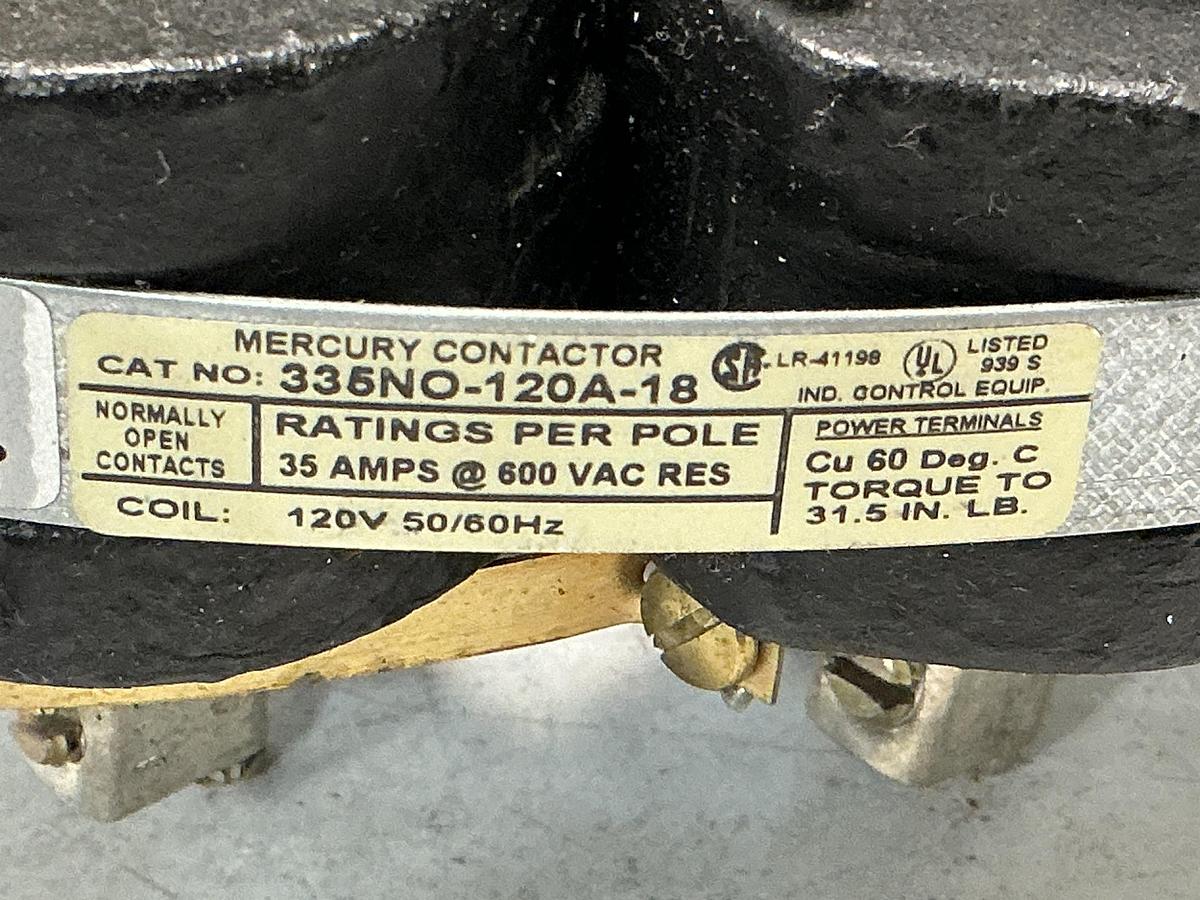 MERCURY CONTACTOR
CAT NO: 335NO-120A-18
SA LR-41198 UL LISTED 939 S
IND. CONTROL EQUIP.
NORMALLY
OPEN
CONTACTS
RATINGS PER POLE
35 AMPS @ 600 VAC RES
COIL: 120V 50/60Hz
POWER TERMINALS
Cu 60 Deg. C
TORQUE TO
31.5 IN. LB.